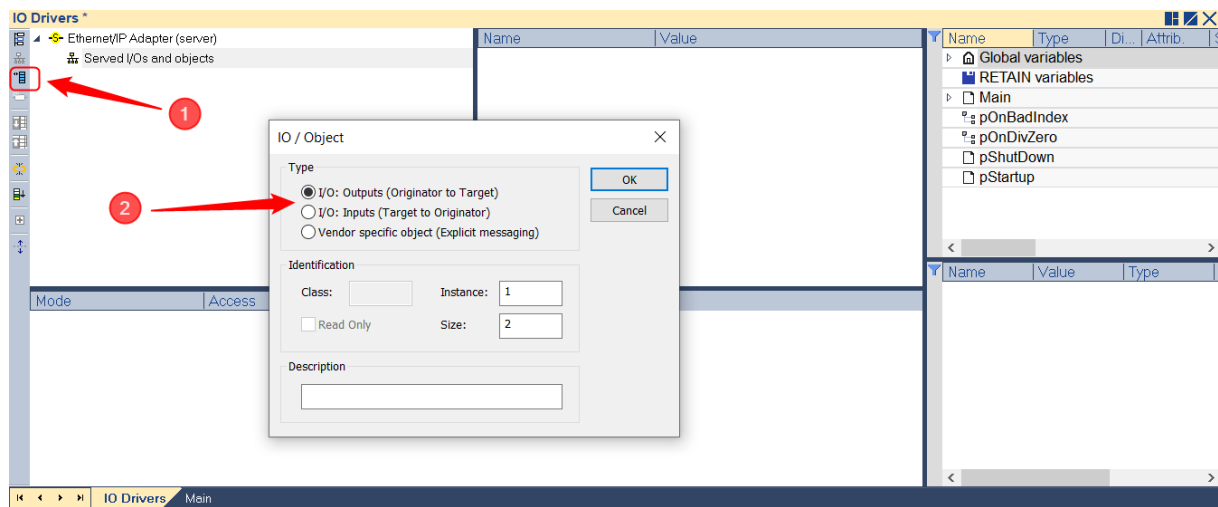 IO Drivers *
-S- Ethernet/IP Adapter (server)
Served I/Os and objects
Name Value
Mode Access
1
2
IO / Object
Type
I/O: Outputs (Originator to Target)
I/O: Inputs (Target to Originator)
Vendor specific object (Explicit messaging)
OK
Cancel
Identification
Class: Instance: 1
Read Only Size: 2
Description
Name Type Di... Attrib.
Global variables
RETAIN variables
Main
pOnBadIndex
pOnDivZero
pShutDown
pStartup
Name Value Type
IO Drivers Main